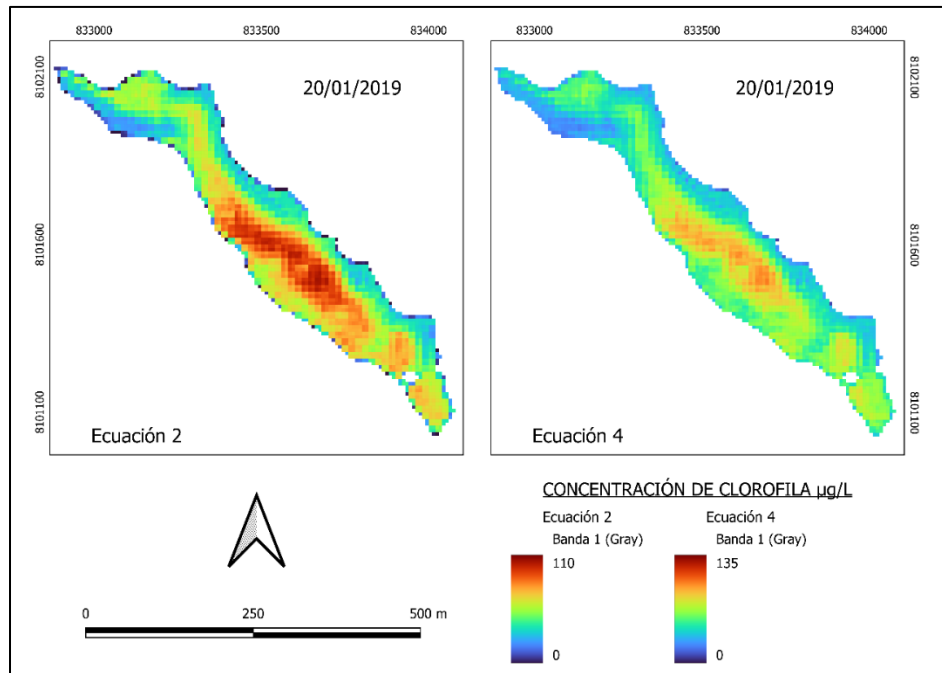 833000 833500 834000
833000 833500 834000
8102100
8101600
8101100
20/01/2019
Ecuación 2
20/01/2019
Ecuación 4
8102100
8101600
8101100
CONCENTRACIÓN DE CLOROFILA µg/L
Ecuación 2
Banda 1 (Gray)
110
0
Ecuación 4
Banda 1 (Gray)
135
0
0 250 500 m